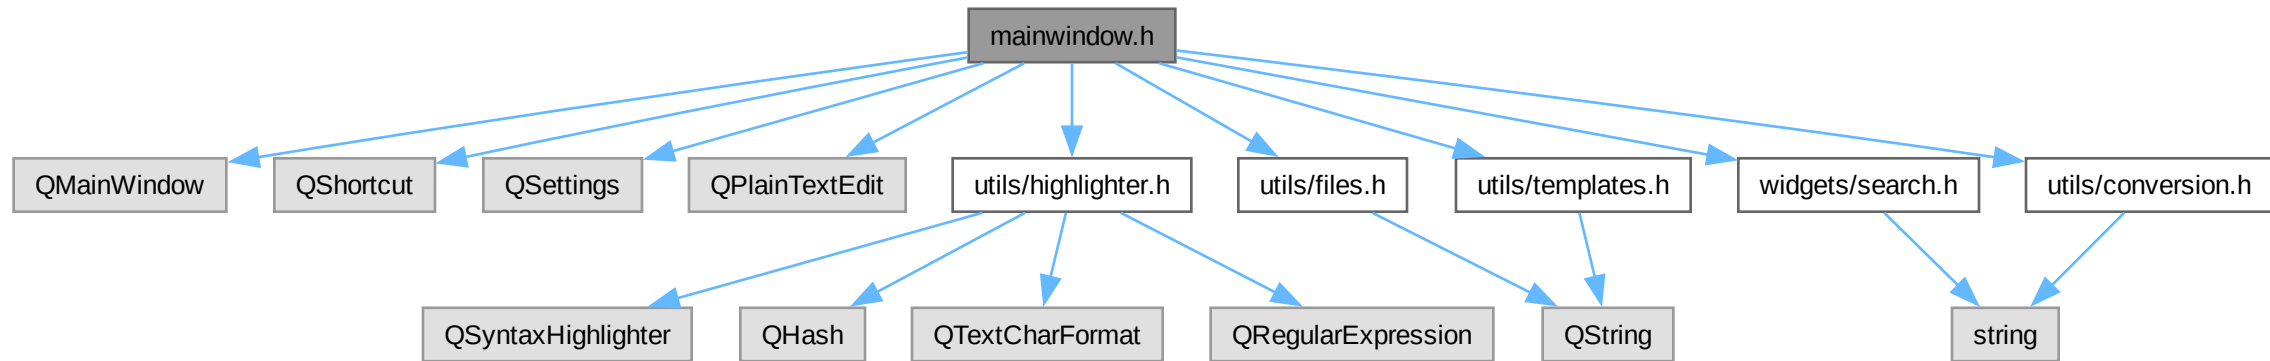 mainwindow.h
QMainWindow
QShortcut
QSettings
QPlainTextEdit
utils/highlighter.h
utils/files.h
utils/templates.h
widgets/search.h
utils/conversion.h
QSyntaxHighlighter
QHash
QTextCharFormat
QRegularExpression
QString
string